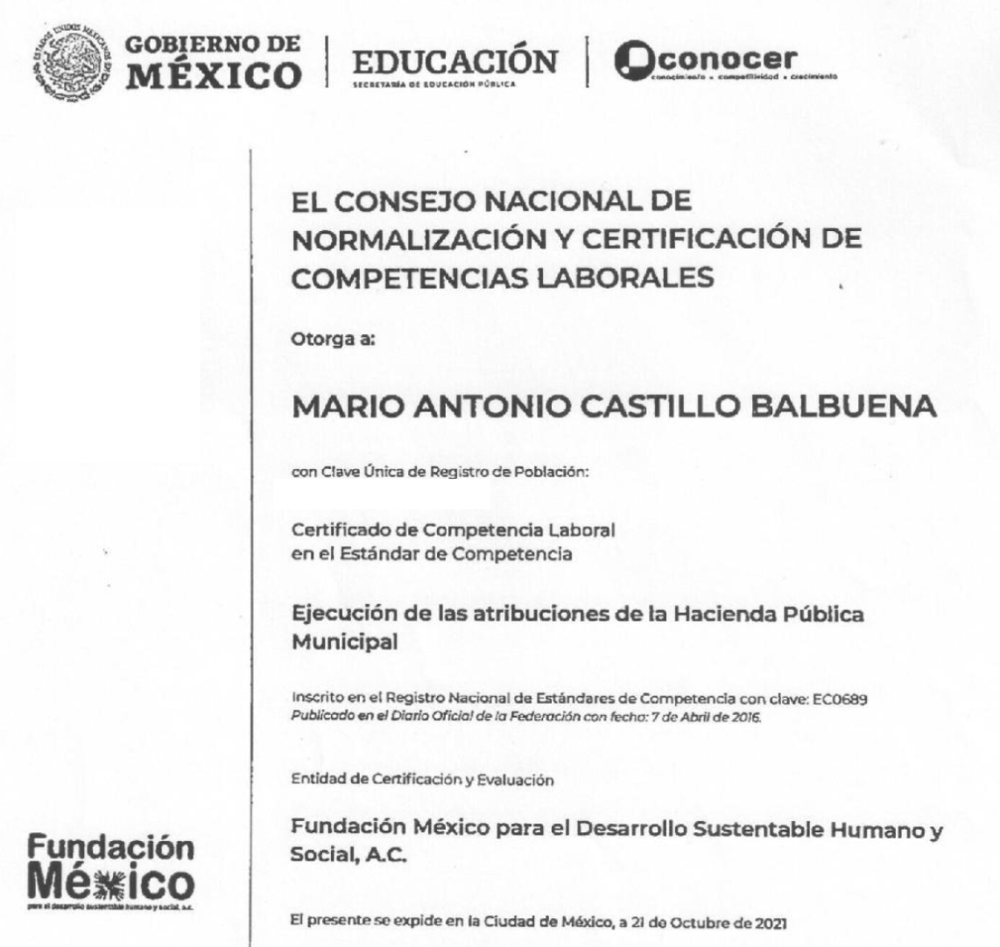 ESTADOS UNIDOS MEXICANOS
GOBIERNO DE
MÉXICO
EDUCACIÓN
SECRETARÍA DE EDUCACIÓN PÚBLICA
conocer
conocimiento • competitividad • crecimiento
EL CONSEJO NACIONAL DE
NORMALIZACIÓN Y CERTIFICACIÓN DE
COMPETENCIAS LABORALES
Otorga a:
MARIO ANTONIO CASTILLO BALBUENA
con Clave Única de Registro de Población:
Certificado de Competencia Laboral
en el Estándar de Competencia
Ejecución de las atribuciones de la Hacienda Pública
Municipal
Inscrito en el Registro Nacional de Estándares de Competencia con clave: EC0689
Publicado en el Diario Oficial de la Federación con fecha: 7 de Abril de 2016.
Entidad de Certificación y Evaluación
Fundación México para el Desarrollo Sustentable Humano y
Social, A.C.
Fundación
México
para el desarrollo sustentable humano y social, a.c.
El presente se expide en la Ciudad de México, a 21 de Octubre de 2021